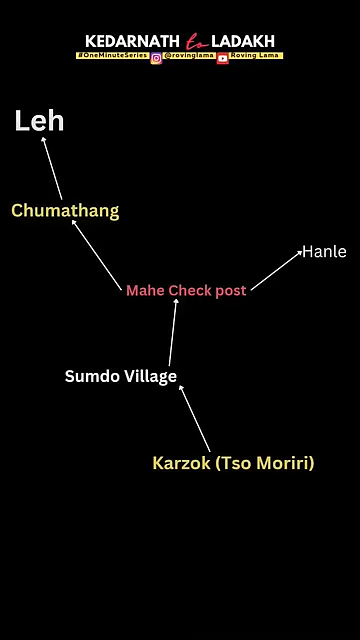 KEDARNATH to LADAKH
#OneMinuteSeries @rovinglama Roving Lama
Leh
Chumathang
Hanle
Mahe Check post
Sumdo Village
Karzok (Tso Moriri)